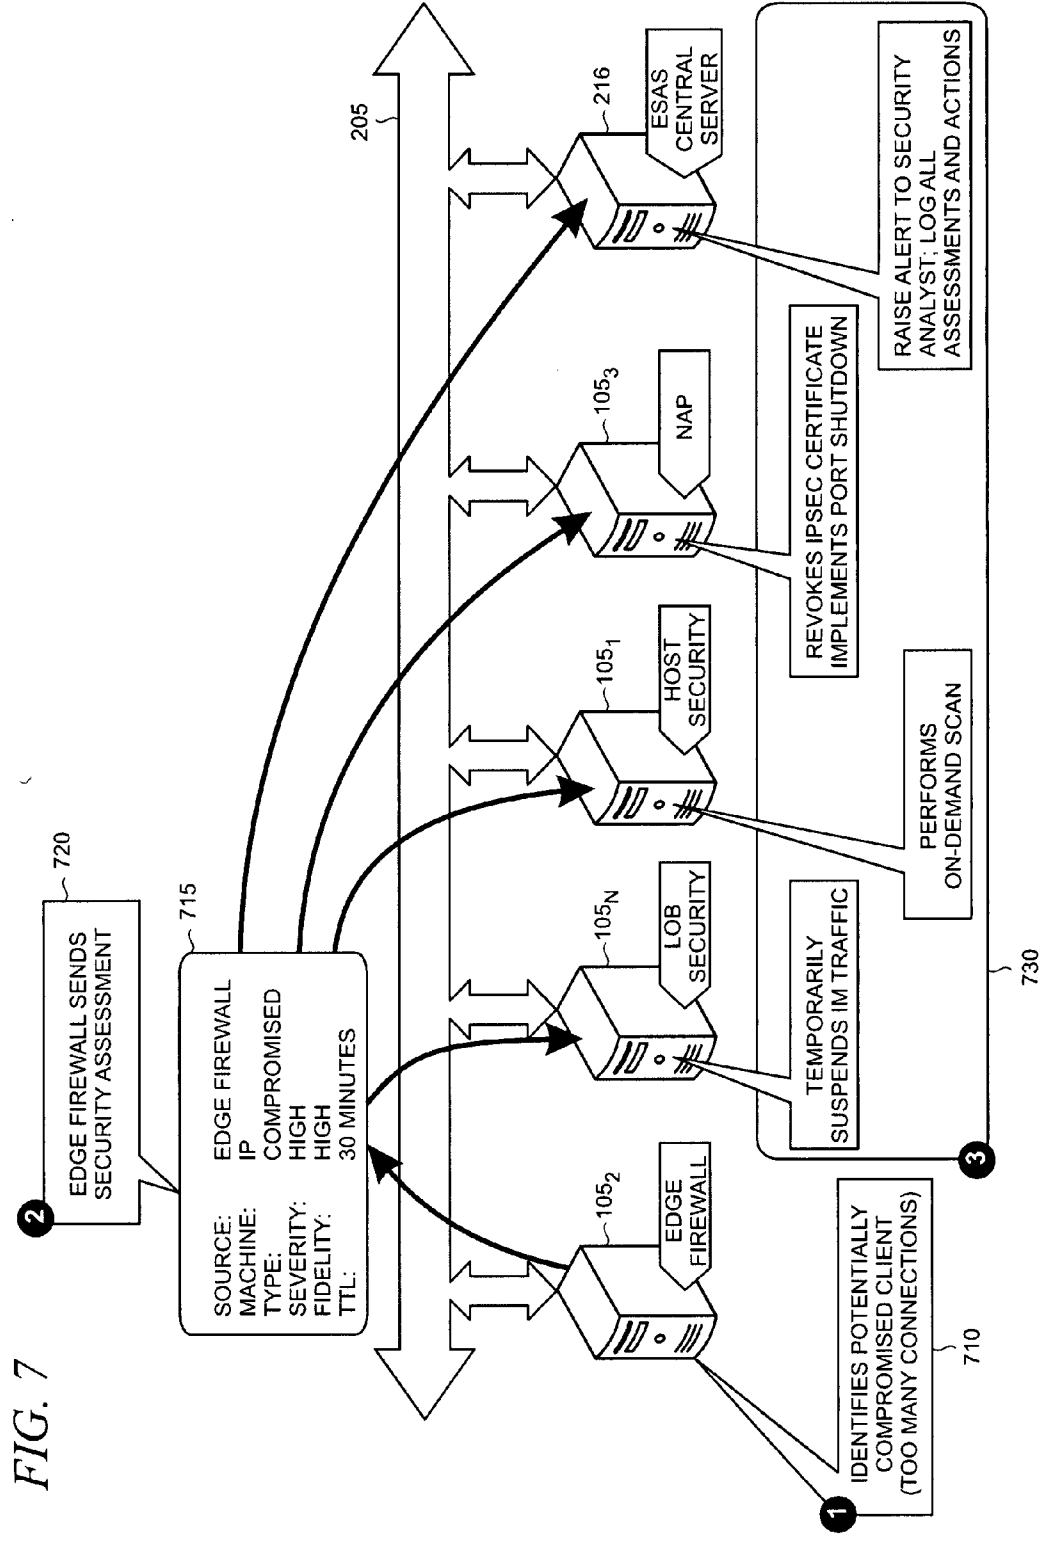 FIG. 7
2
EDGE FIREWALL SENDS
SECURITY ASSESSMENT
720
715
SOURCE: EDGE FIREWALL
MACHINE: IP
TYPE: COMPROMISED
SEVERITY: HIGH
FIDELITY: HIGH
TTL: 30 MINUTES
205
105₂
EDGE
FIREWALL
105N
LOB
SECURITY
105₁
HOST
SECURITY
105₃
NAP
216
ESAS
CENTRAL
SERVER
1
IDENTIFIES POTENTIALLY
COMPROMISED CLIENT
(TOO MANY CONNECTIONS)
710
3
TEMPORARILY
SUSPENDS IM TRAFFIC
PERFORMS
ON-DEMAND SCAN
REVOKES IPSEC CERTIFICATE
IMPLEMENTS PORT SHUTDOWN
RAISE ALERT TO SECURITY
ANALYST; LOG ALL
ASSESSMENTS AND ACTIONS
730